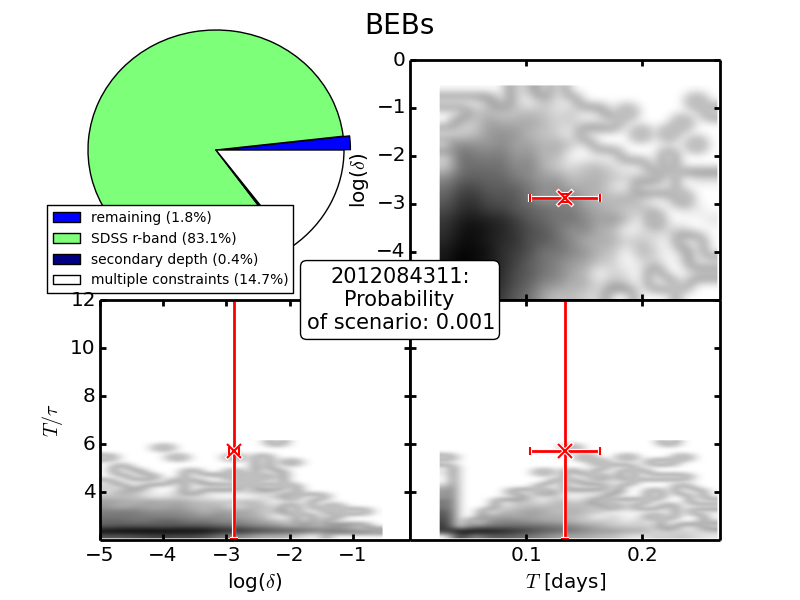 BEBs
remaining (1.8%)
SDSS r-band (83.1%)
secondary depth (0.4%)
multiple constraints (14.7%)
0
−1
−2
−3
−4
log(δ)
2012084311:
Probability
of scenario: 0.001
12
10
8
6
4
T/τ
−5 −4 −3 −2 −1
log(δ)
0.1 0.2
T [days]